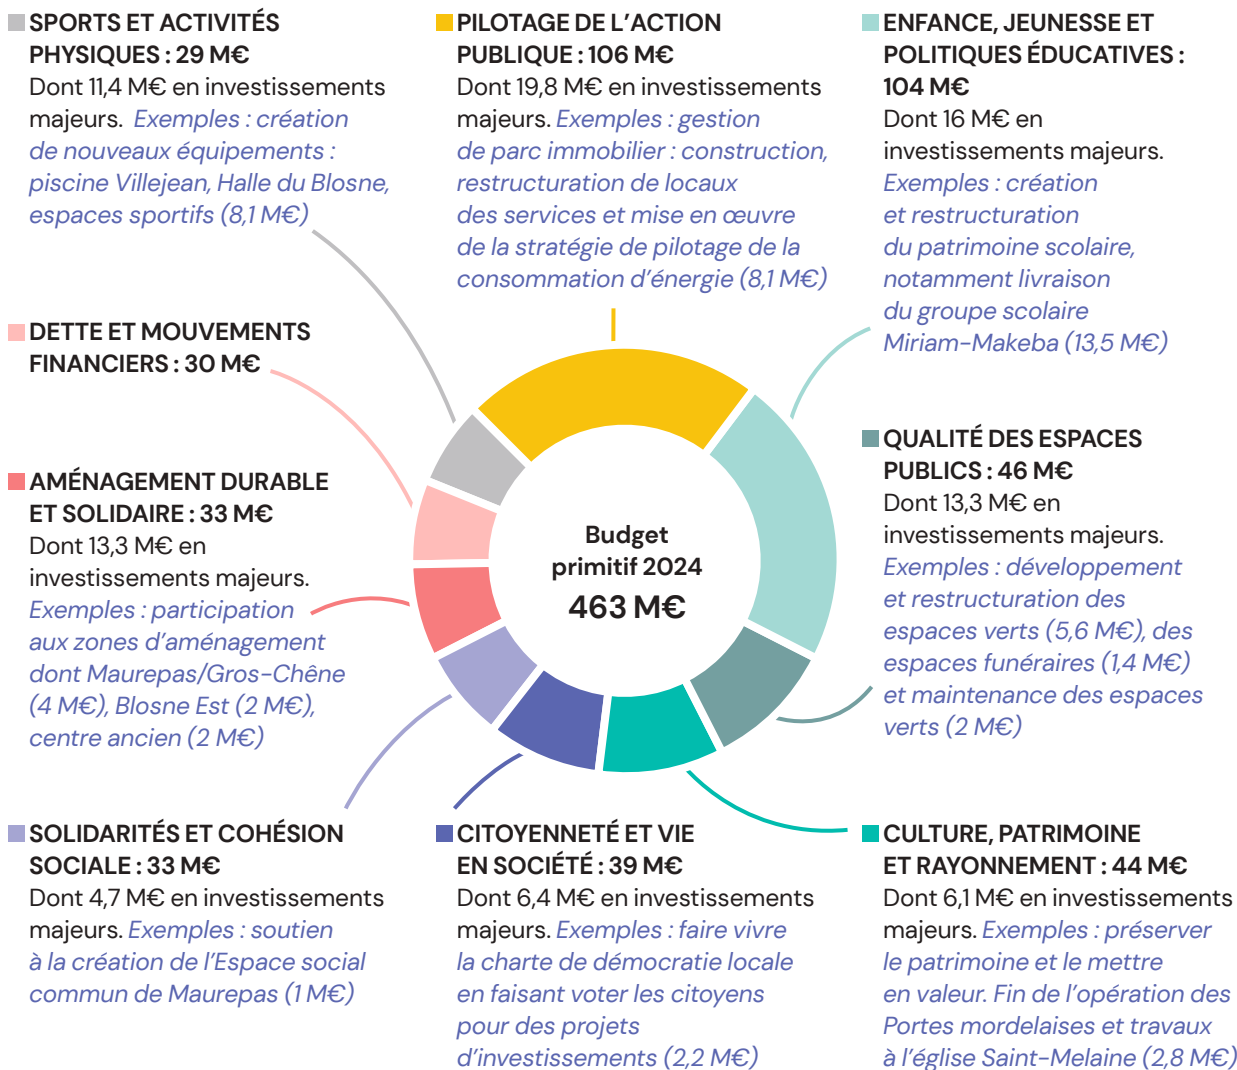 SPORTS ET ACTIVITÉS
PHYSIQUES : 29 M€
Dont 11,4 M€ en investissements
majeurs. Exemples : création
de nouveaux équipements :
piscine Villejean, Halle du Blosne,
espaces sportifs (8,1 M€)
PILOTAGE DE L’ACTION
PUBLIQUE : 106 M€
Dont 19,8 M€ en investissements
majeurs. Exemples : gestion
de parc immobilier : construction,
restructuration de locaux
des services et mise en œuvre
de la stratégie de pilotage de la
consommation d’énergie (8,1 M€)
ENFANCE, JEUNESSE ET
POLITIQUES ÉDUCATIVES :
104 M€
Dont 16 M€ en
investissements majeurs.
Exemples : création
et restructuration
du patrimoine scolaire,
notamment livraison
du groupe scolaire
Miriam-Makeba (13,5 M€)
DETTE ET MOUVEMENTS
FINANCIERS : 30 M€
AMÉNAGEMENT DURABLE
ET SOLIDAIRE : 33 M€
Dont 13,3 M€ en
investissements majeurs.
Exemples : participation
aux zones d’aménagement
dont Maurepas/Gros-Chêne
(4 M€), Blosne Est (2 M€),
centre ancien (2 M€)
Budget
primitif 2024
463 M€
QUALITÉ DES ESPACES
PUBLICS : 46 M€
Dont 13,3 M€ en
investissements majeurs.
Exemples : développement
et restructuration des
espaces verts (5,6 M€), des
espaces funéraires (1,4 M€)
et maintenance des espaces
verts (2 M€)
SOLIDARITÉS ET COHÉSION
SOCIALE : 33 M€
Dont 4,7 M€ en investissements
majeurs. Exemples : soutien
à la création de l’Espace social
commun de Maurepas (1 M€)
CITOYENNETÉ ET VIE
EN SOCIÉTÉ : 39 M€
Dont 6,4 M€ en investissements
majeurs. Exemples : faire vivre
la charte de démocratie locale
en faisant voter les citoyens
pour des projets
d’investissements (2,2 M€)
CULTURE, PATRIMOINE
ET RAYONNEMENT : 44 M€
Dont 6,1 M€ en investissements
majeurs. Exemples : préserver
le patrimoine et le mettre
en valeur. Fin de l’opération des
Portes mordelaises et travaux
à l’église Saint-Melaine (2,8 M€)